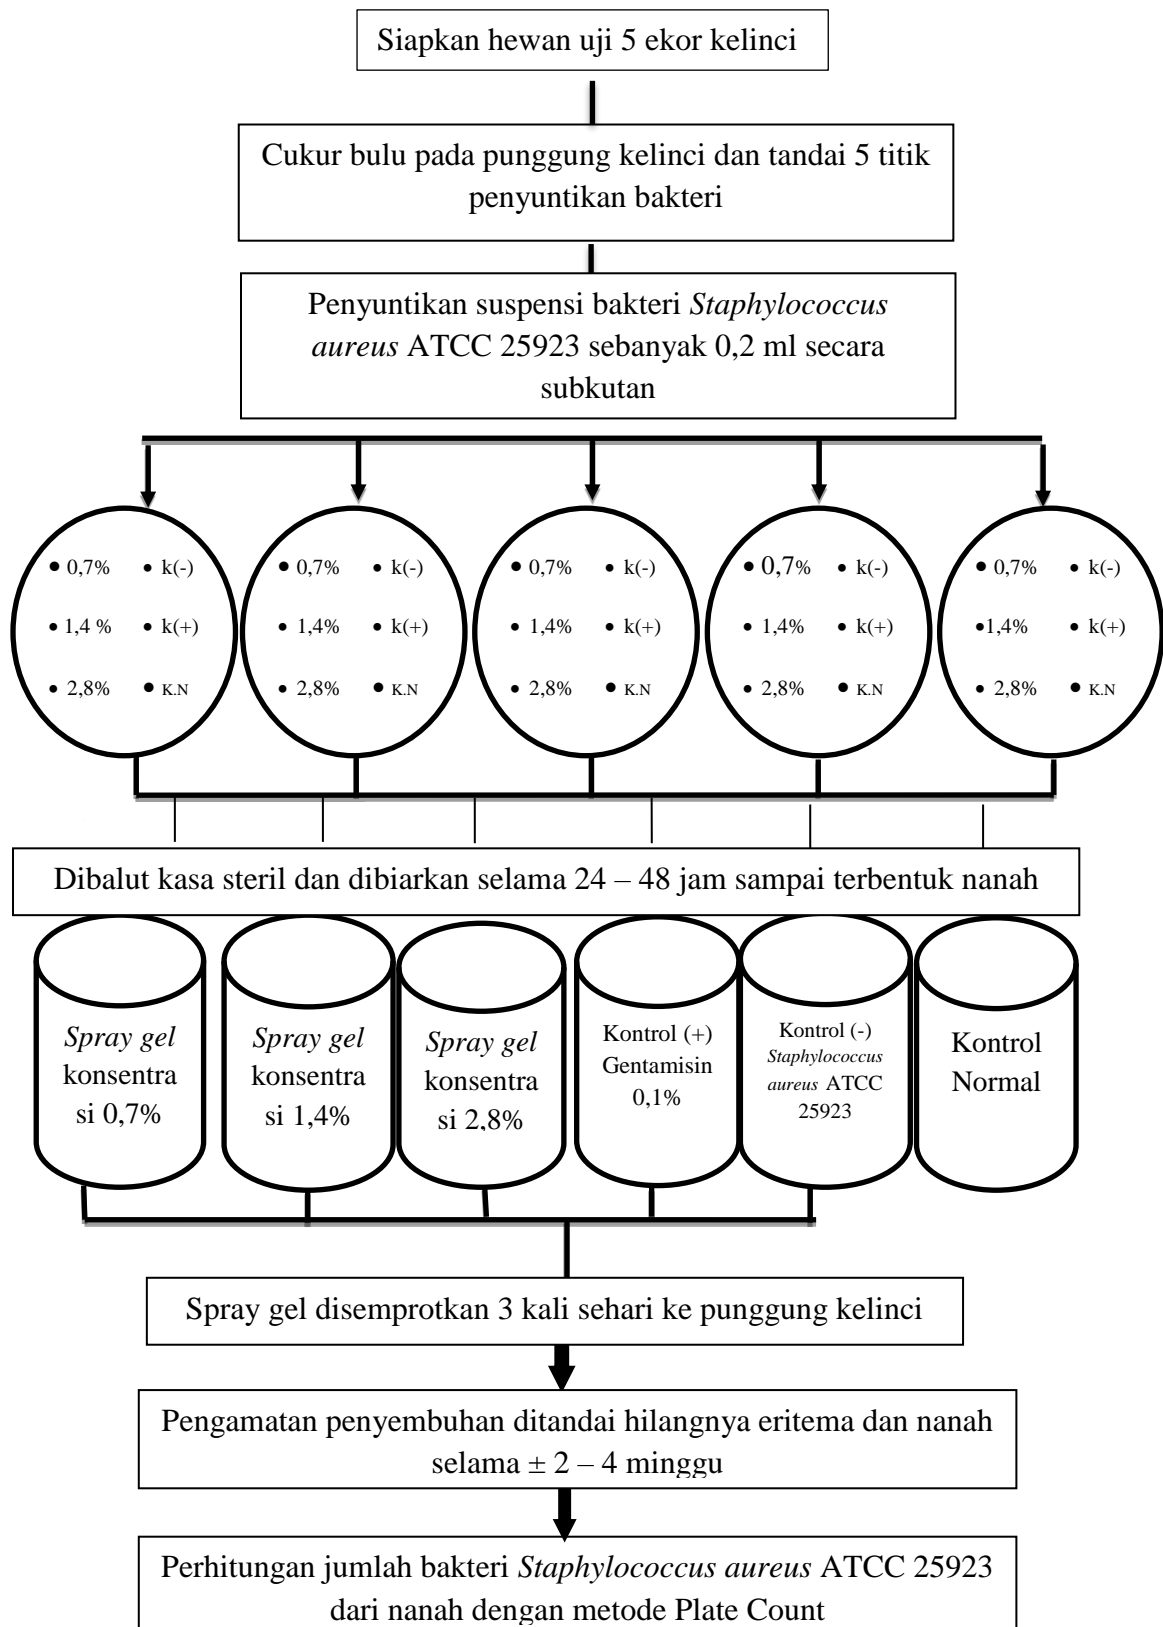 Siapkan hewan uji 5 ekor kelinci
Cukur bulu pada punggung kelinci dan tandai 5 titik
penyuntikan bakteri
Penyuntikan suspensi bakteri Staphylococcus
aureus ATCC 25923 sebanyak 0,2 ml secara
subkutan
• 0,7% • k(-)
• 1,4 % • k(+)
• 2,8% • K.N
• 0,7% • k(-)
• 1,4% • k(+)
• 2,8% • K.N
• 0,7% • k(-)
• 1,4% • k(+)
• 2,8% • K.N
• 0,7% • k(-)
• 1,4% • k(+)
• 2,8% • K.N
• 0,7% • k(-)
•1,4% • k(+)
• 2,8% • K.N
Dibalut kasa steril dan dibiarkan selama 24 – 48 jam sampai terbentuk nanah
Spray gel
konsentra
si 0,7%
Spray gel
konsentra
si 1,4%
Spray gel
konsentra
si 2,8%
Kontrol (+)
Gentamisin
0,1%
Kontrol (-)
Staphylococcus
aureus ATCC
25923
Kontrol
Normal
Spray gel disemprotkan 3 kali sehari ke punggung kelinci
Pengamatan penyembuhan ditandai hilangnya eritema dan nanah
selama ± 2 – 4 minggu
Perhitungan jumlah bakteri Staphylococcus aureus ATCC 25923
dari nanah dengan metode Plate Count